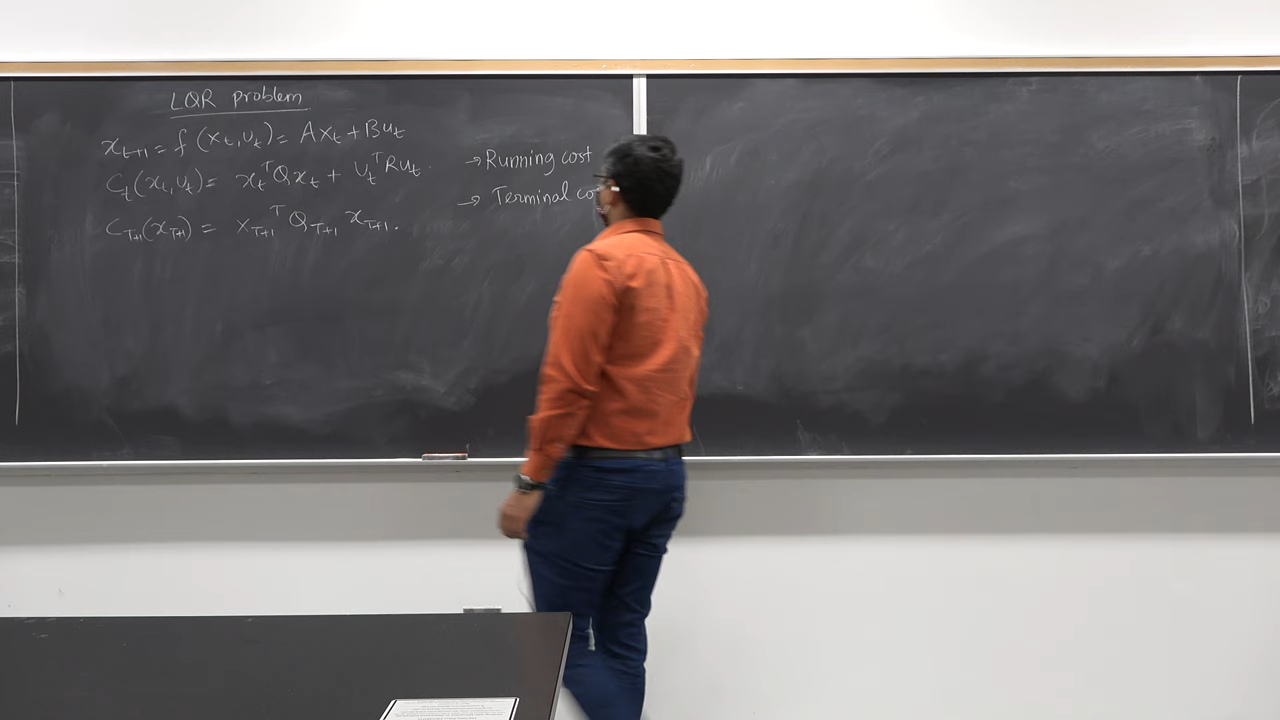 LQR problem
x_{t+1} = f(x_t, u_t) = Ax_t + Bu_t
C_t(x_t, u_t) = x_t^T Q x_t + u_t^T R u_t. → Running cost
C_{T+1}(x_{T+1}) = x_{T+1}^T Q_{T+1} x_{T+1}. → Terminal co